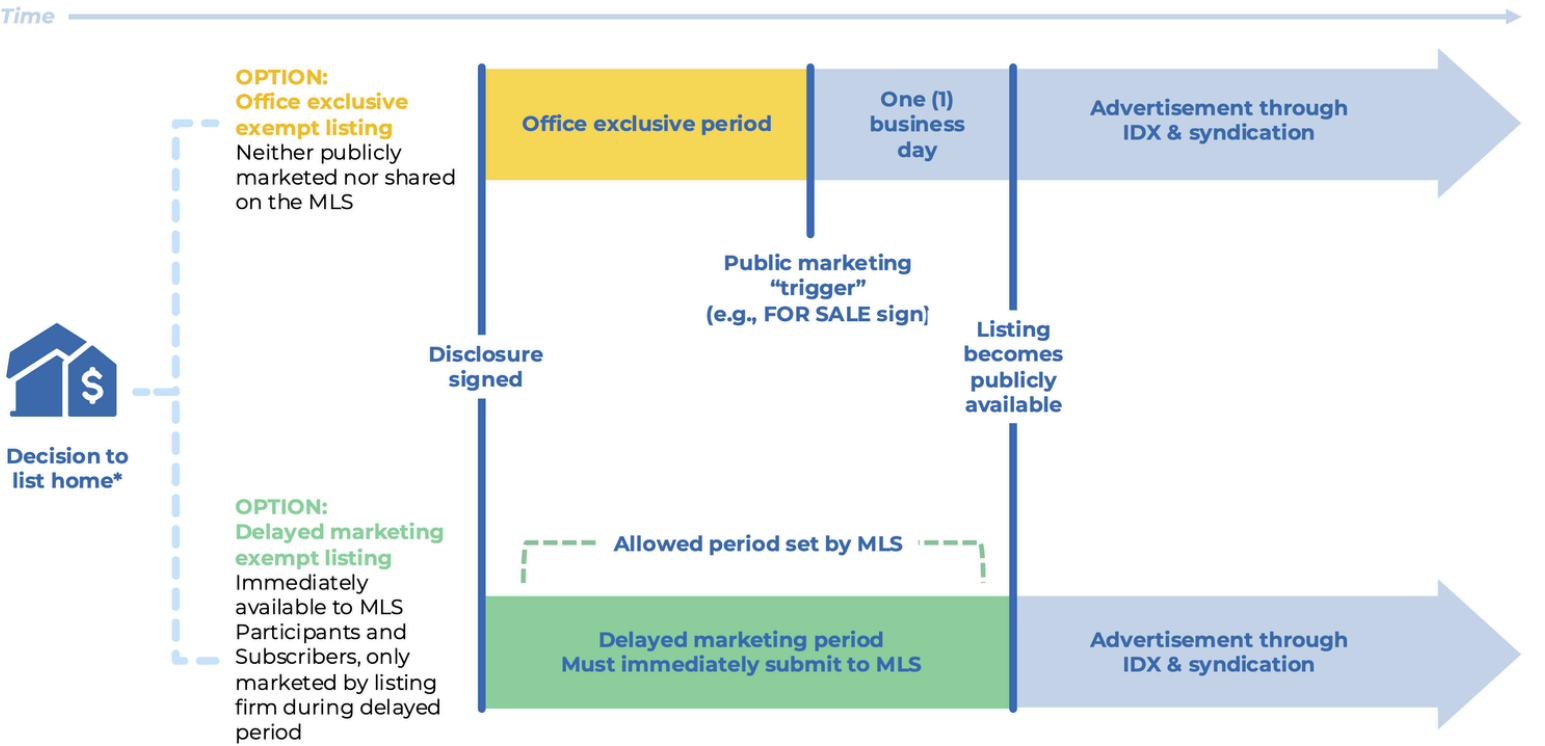 Time
OPTION:
Office exclusive
exempt listing
Neither publicly
marketed nor shared
on the MLS
Office exclusive period
One (1)
business
day
Advertisement through
IDX & syndication
Public marketing
“trigger”
(e.g., FOR SALE sign)
Disclosure
signed
Listing
becomes
publicly
available
$
Decision to
list home*
OPTION:
Delayed marketing
exempt listing
Immediately
available to MLS
Participants and
Subscribers, only
marketed by listing
firm during delayed
period
Allowed period set by MLS
Delayed marketing period
Must immediately submit to MLS
Advertisement through
IDX & syndication